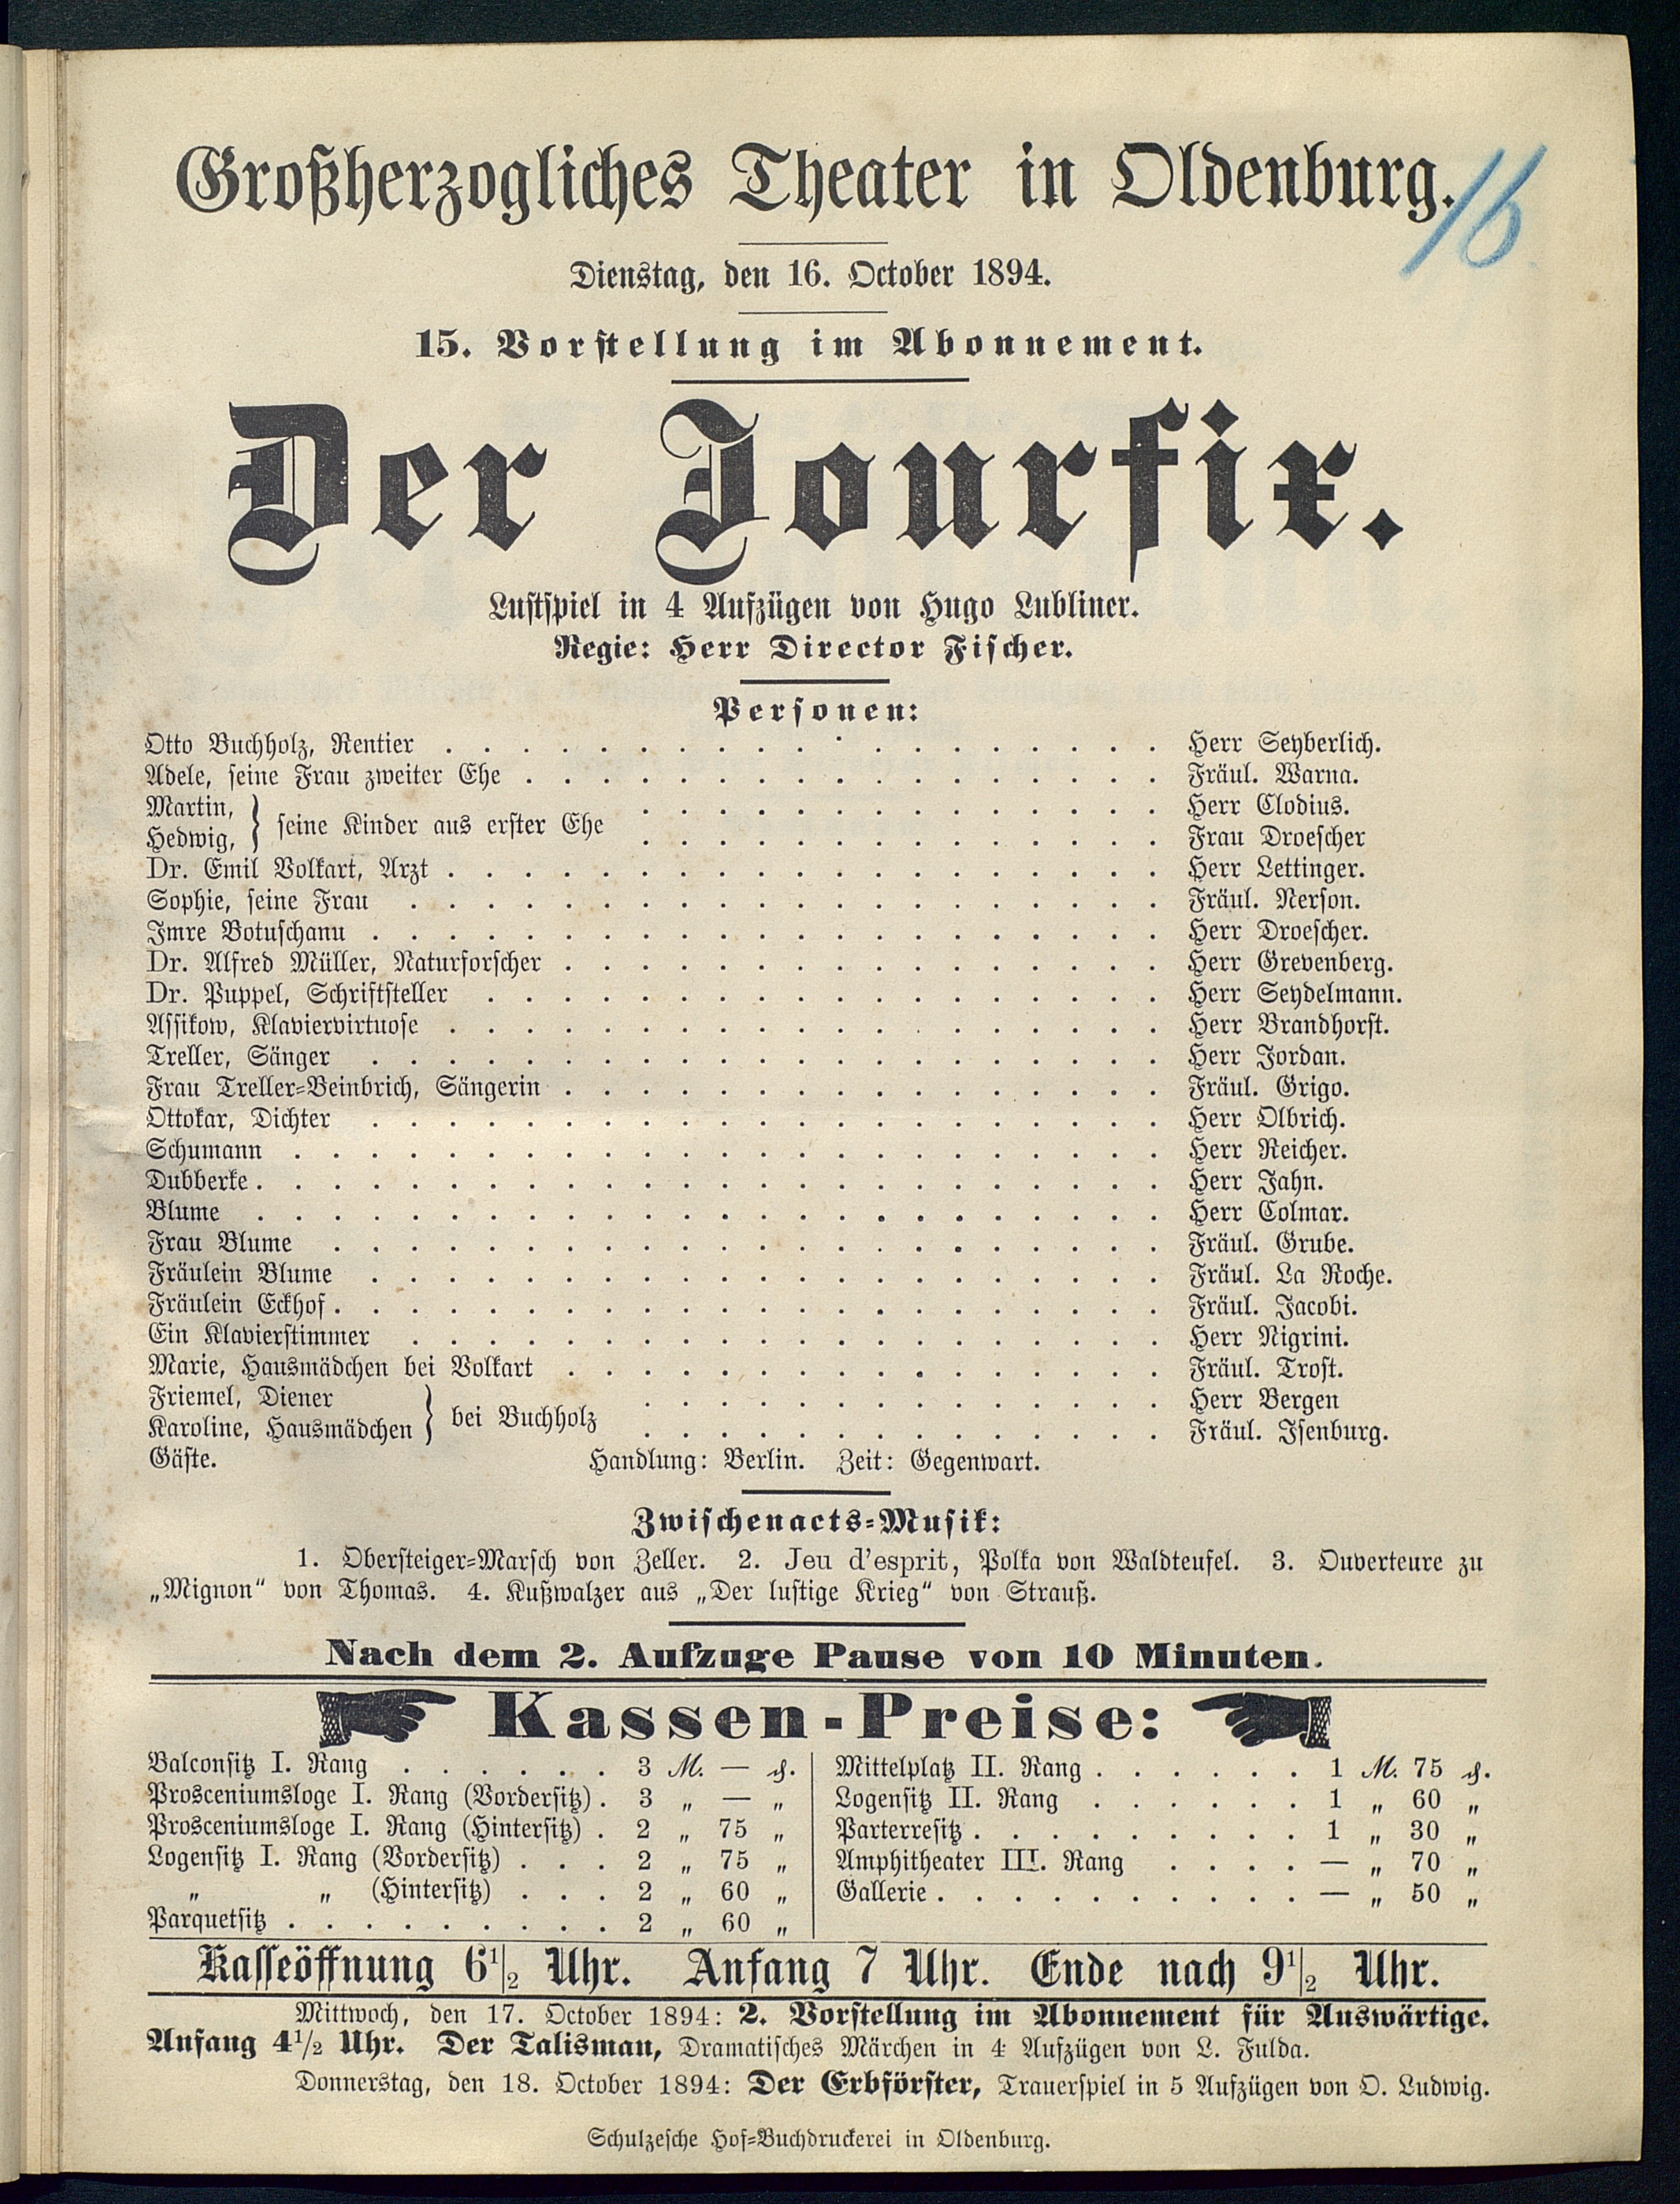 Großherzogliches Theater in Oldenburg.
16
Dienstag, den 16. October 1894.
15. Vorstellung im Abonnement.
Der Jourfix.
Lustspiel in 4 Aufzügen von Hugo Lubliner.
Regie: Herr Director Fischer.
Personen:
Otto Buchholz, Rentier . . . . . Herr Seyberlich.
Adele, seine Frau zweiter Ehe . . . . . Fräul. Warna.
Martin, } seine Kinder aus erster Ehe . . . . . Herr Clodius.
Hedwig, . . . . . Frau Droescher
Dr. Emil Volkart, Arzt . . . . . Herr Lettinger.
Sophie, seine Frau . . . . . Fräul. Nerson.
Imre Botuschanu . . . . . Herr Droescher.
Dr. Alfred Müller, Naturforscher . . . . . Herr Grevenberg.
Dr. Puppel, Schriftsteller . . . . . Herr Seydelmann.
Assikow, Klaviervirtuose . . . . . Herr Brandhorst.
Treller, Sänger . . . . . Herr Jordan.
Frau Treller-Beinbrich, Sängerin . . . . . Fräul. Grigo.
Ottokar, Dichter . . . . . Herr Olbrich.
Schumann . . . . . Herr Reicher.
Dubberke . . . . . Herr Jahn.
Blume . . . . . Herr Colmar.
Frau Blume . . . . . Fräul. Grube.
Fräulein Blume . . . . . Fräul. La Roche.
Fräulein Eckhof . . . . . Fräul. Jacobi.
Ein Klavierstimmer . . . . . Herr Nigrini.
Marie, Hausmädchen bei Volkart . . . . . Fräul. Trost.
Friemel, Diener } bei Buchholz . . . . . Herr Bergen
Karoline, Hausmädchen . . . . . Fräul. Isenburg.
Gäste. Handlung: Berlin. Zeit: Gegenwart.
Zwischenacts-Musik:
1. Obersteiger-Marsch von Zeller. 2. Jeu d'esprit, Polka von Waldteufel. 3. Ouverteure zu
„Mignon“ von Thomas. 4. Kußwalzer aus „Der lustige Krieg“ von Strauß.
Nach dem 2. Aufzuge Pause von 10 Minuten.
Kassen-Preise:
Balconsitz I. Rang . . . . . 3 M. — ₰.
Prosceniumsloge I. Rang (Vordersitz) . 3 „ — „
Prosceniumsloge I. Rang (Hintersitz) . 2 „ 75 „
Logensitz I. Rang (Vordersitz) . . . 2 „ 75 „
„ „ (Hintersitz) . . . 2 „ 60 „
Parquetsitz . . . . . 2 „ 60 „
Mittelplatz II. Rang . . . . . 1 M. 75 ₰.
Logensitz II. Rang . . . . . 1 „ 60 „
Parterresitz . . . . . 1 „ 30 „
Amphitheater III. Rang . . . . — „ 70 „
Gallerie . . . . . — „ 50 „
Kasseöffnung 6 1/2 Uhr. Anfang 7 Uhr. Ende nach 9 1/2 Uhr.
Mittwoch, den 17. October 1894: 2. Vorstellung im Abonnement für Auswärtige.
Anfang 4 1/2 Uhr. Der Talisman, Dramatisches Märchen in 4 Aufzügen von L. Fulda.
Donnerstag, den 18. October 1894: Der Erbförster, Trauerspiel in 5 Aufzügen von O. Ludwig.
Schulzesche Hof-Buchdruckerei in Oldenburg.